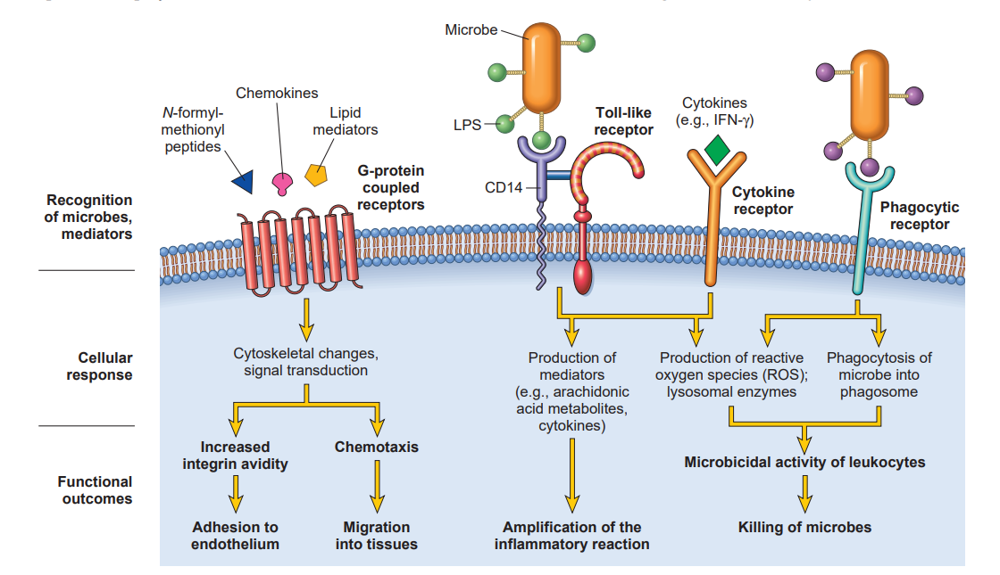 Microbe
Chemokines
N-formyl-
methionyl
peptides
Lipid
mediators
G-protein
coupled
receptors
LPS
CD14
Toll-like
receptor
Cytokines
(e.g., IFN-γ)
Cytokine
receptor
Phagocytic
receptor
Recognition
of microbes,
mediators
Cellular
response
Cytoskeletal changes,
signal transduction
Production of
mediators
(e.g., arachidonic
acid metabolites,
cytokines)
Production of reactive
oxygen species (ROS);
lysosomal enzymes
Phagocytosis of
microbe into
phagosome
Functional
outcomes
Increased
integrin avidity
Chemotaxis
Microbicidal activity of leukocytes
Adhesion to
endothelium
Migration
into tissues
Amplification of the
inflammatory reaction
Killing of microbes